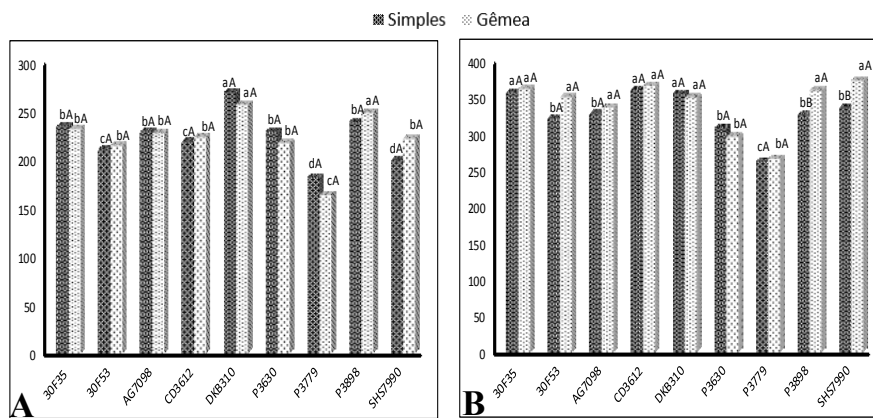 Simples Gêmea
300
250
200
150
100
50
0
bA bA cA bA bA bA cA bA aA aA bA bA dA cA bA aA dA bA
30F35 30F53 AG7098 CD3612 DKB310 P3630 P3779 P3898 SHS7990
A
400
350
300
250
200
150
100
50
0
aA aA bA aA bA aA aA aA aA aA bA bA cA bA bB aA bB aA
30F35 30F53 AG7098 CD3612 DKB310 P3630 P3779 P3898 SHS7990
B